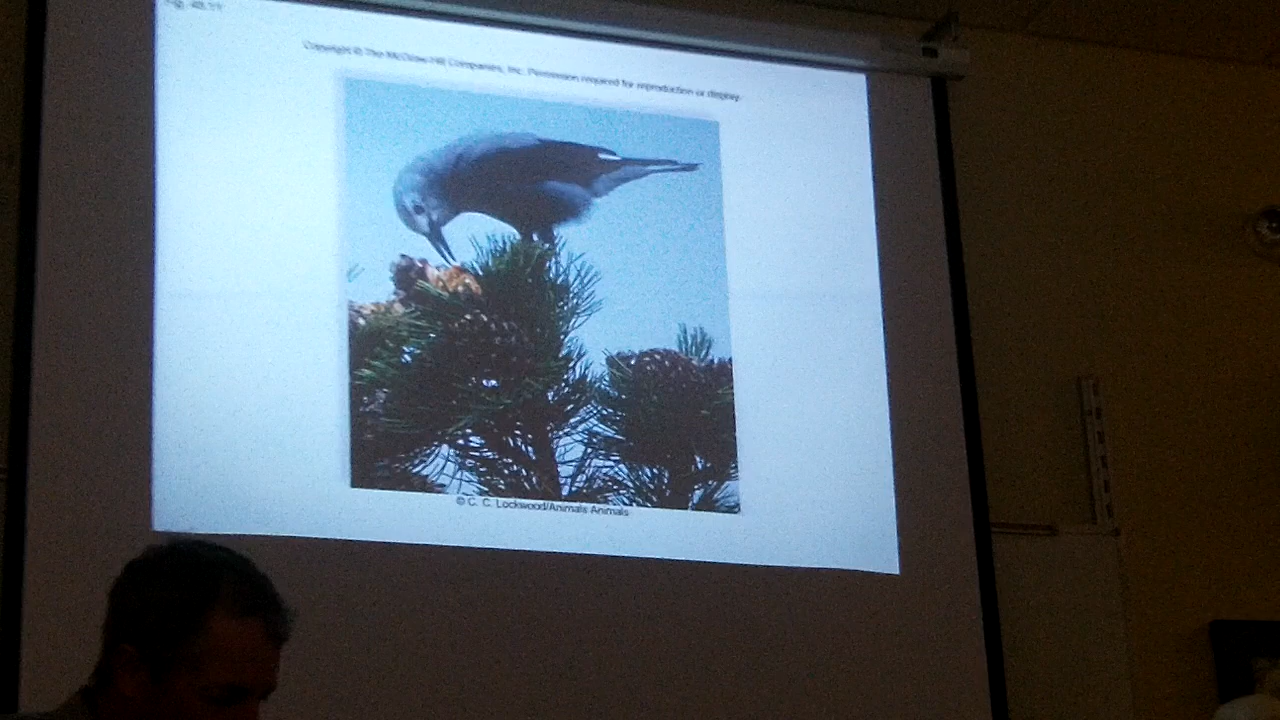 Copyright © The McGraw-Hill Companies, Inc. Permission required for reproduction or display.
© C. C. Lockwood/Animals Animals